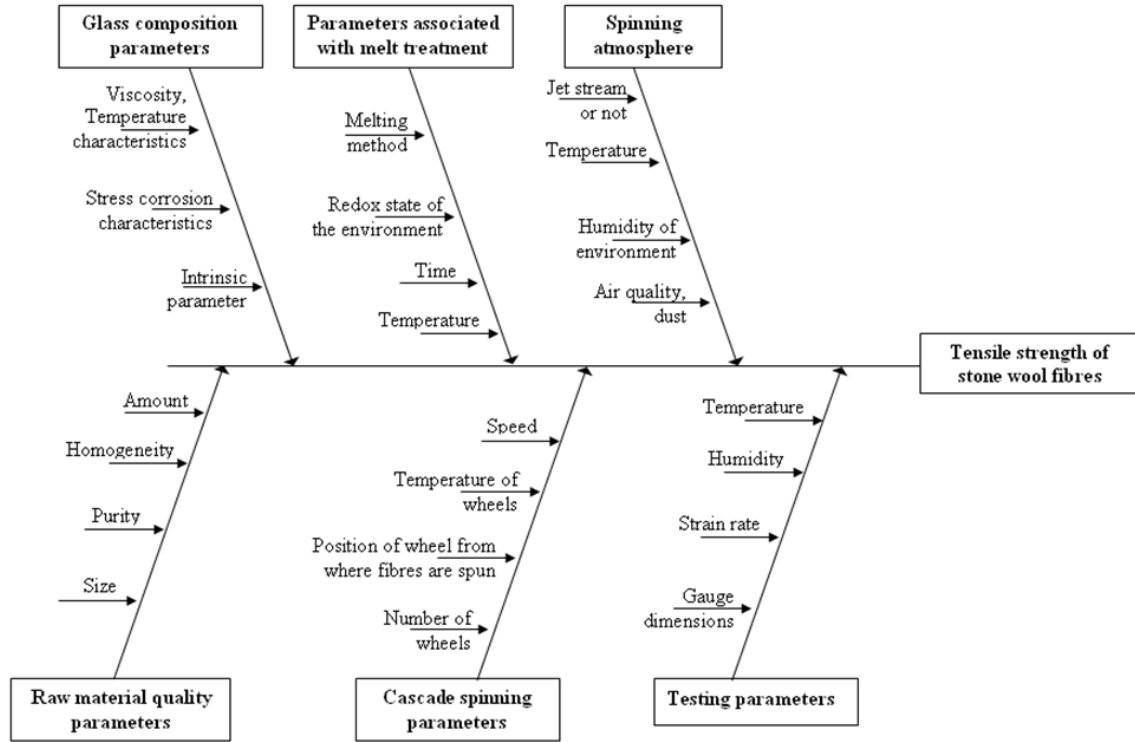 Glass composition
parameters
Parameters associated
with melt treatment
Spinning
atmosphere
Viscosity,
Temperature
characteristics
Stress corrosion
characteristics
Intrinsic
parameter
Melting
method
Redox state of
the environment
Time
Temperature
Jet stream
or not
Temperature
Humidity of
environment
Air quality,
dust
Tensile strength of
stone wool fibres
Amount
Homogeneity
Purity
Size
Speed
Temperature of
wheels
Position of wheel from
where fibres are spun
Number of
wheels
Temperature
Humidity
Strain rate
Gauge
dimensions
Raw material quality
parameters
Cascade spinning
parameters
Testing parameters